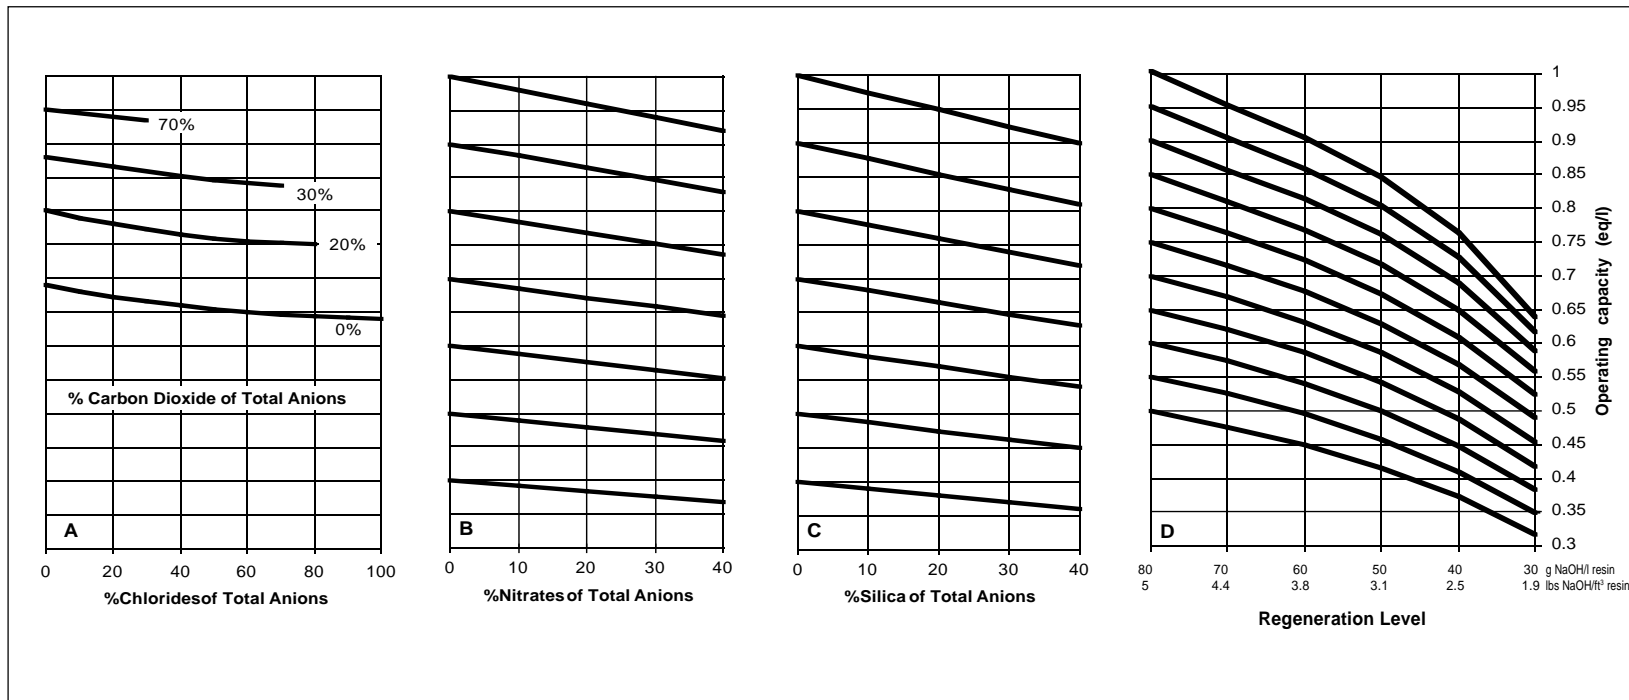 70%
30%
20%
0%
% Carbon Dioxide of Total Anions
A
0 20 40 60 80 100
%Chlorides of Total Anions
B
0 10 20 30 40
%Nitrates of Total Anions
C
0 10 20 30 40
%Silica of Total Anions
D
1
0.95
0.9
0.85
0.8
0.75
0.7
0.65
0.6
0.55
0.5
0.45
0.4
0.35
0.3
Operating capacity (eq/l)
80 70 60 50 40 30 g NaOH/l resin
5 4.4 3.8 3.1 2.5 1.9 lbs NaOH/ft³ resin
Regeneration Level